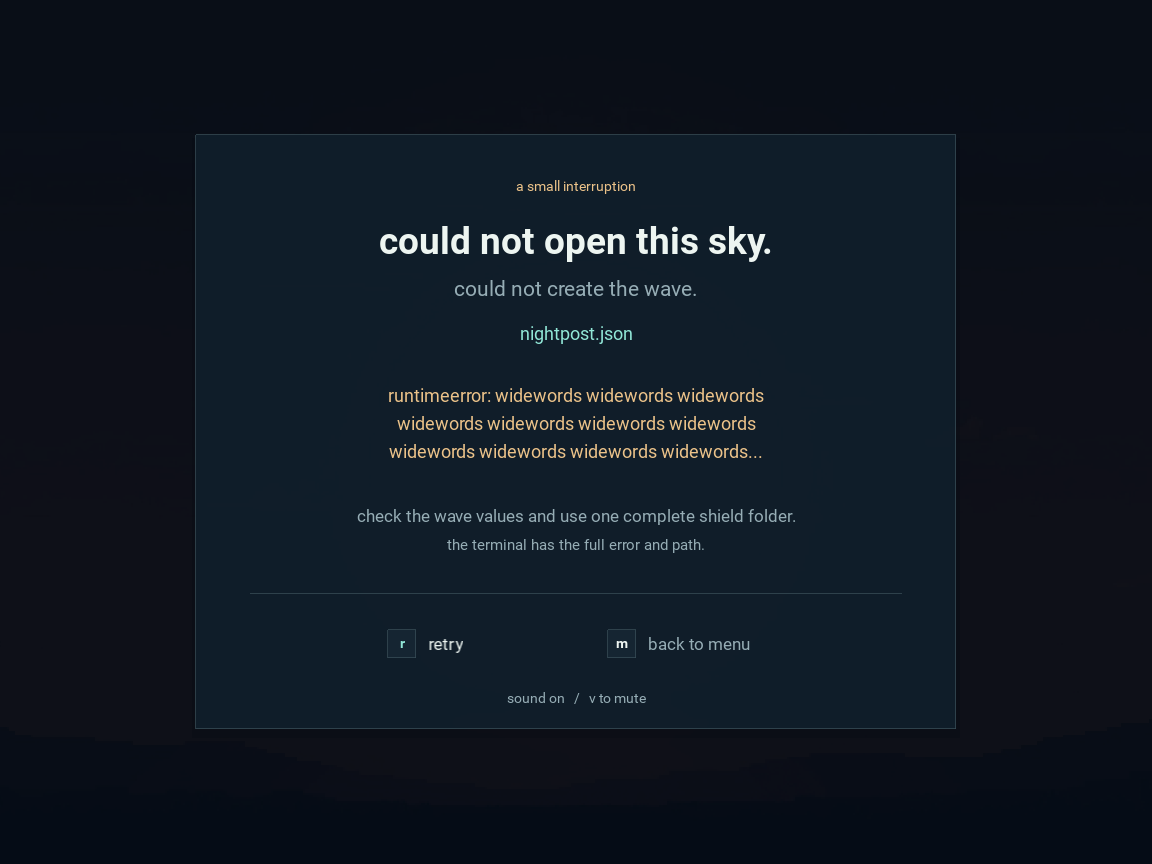 a small interruption
could not open this sky.
could not create the wave.
nightpost.json
runtimeerror: widewords widewords widewords
widewords widewords widewords widewords
widewords widewords widewords widewords...
check the wave values and use one complete shield folder.
the terminal has the full error and path.
r retry m back to menu
sound on / v to mute